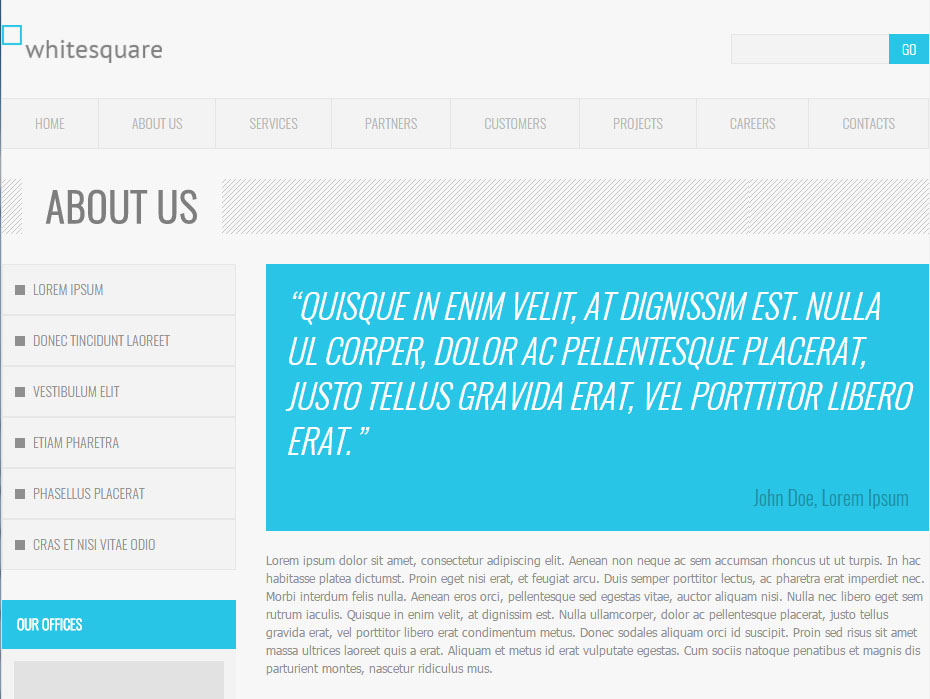 whitesquare
GO
HOME ABOUT US SERVICES PARTNERS CUSTOMERS PROJECTS CAREERS CONTACTS
ABOUT US
LOREM IPSUM
DONEC TINCIDUNT LAOREET
VESTIBULUM ELIT
ETIAM PHARETRA
PHASELLUS PLACERAT
CRAS ET NISI VITAE ODIO
OUR OFFICES
“QUISQUE IN ENIM VELIT, AT DIGNISSIM EST. NULLA
UL CORPER, DOLOR AC PELLENTESQUE PLACERAT,
JUSTO TELLUS GRAVIDA ERAT, VEL PORTTITOR LIBERO
ERAT.”
John Doe, Lorem Ipsum
Lorem ipsum dolor sit amet, consectetur adipiscing elit. Aenean non neque ac sem accumsan rhoncus ut ut turpis. In hac
habitasse platea dictumst. Proin eget nisi erat, et feugiat arcu. Duis semper porttitor lectus, ac pharetra erat imperdiet nec.
Morbi interdum felis nulla. Aenean eros orci, pellentesque sed egestas vitae, auctor aliquam nisi. Nulla nec libero eget sem
rutrum iaculis. Quisque in enim velit, at dignissim est. Nulla ullamcorper, dolor ac pellentesque placerat, justo tellus
gravida erat, vel porttitor libero erat condimentum metus. Donec sodales aliquam orci id suscipit. Proin sed risus sit amet
massa ultrices laoreet quis a erat. Aliquam et metus id erat vulputate egestas. Cum sociis natoque penatibus et magnis dis
parturient montes, nascetur ridiculus mus.